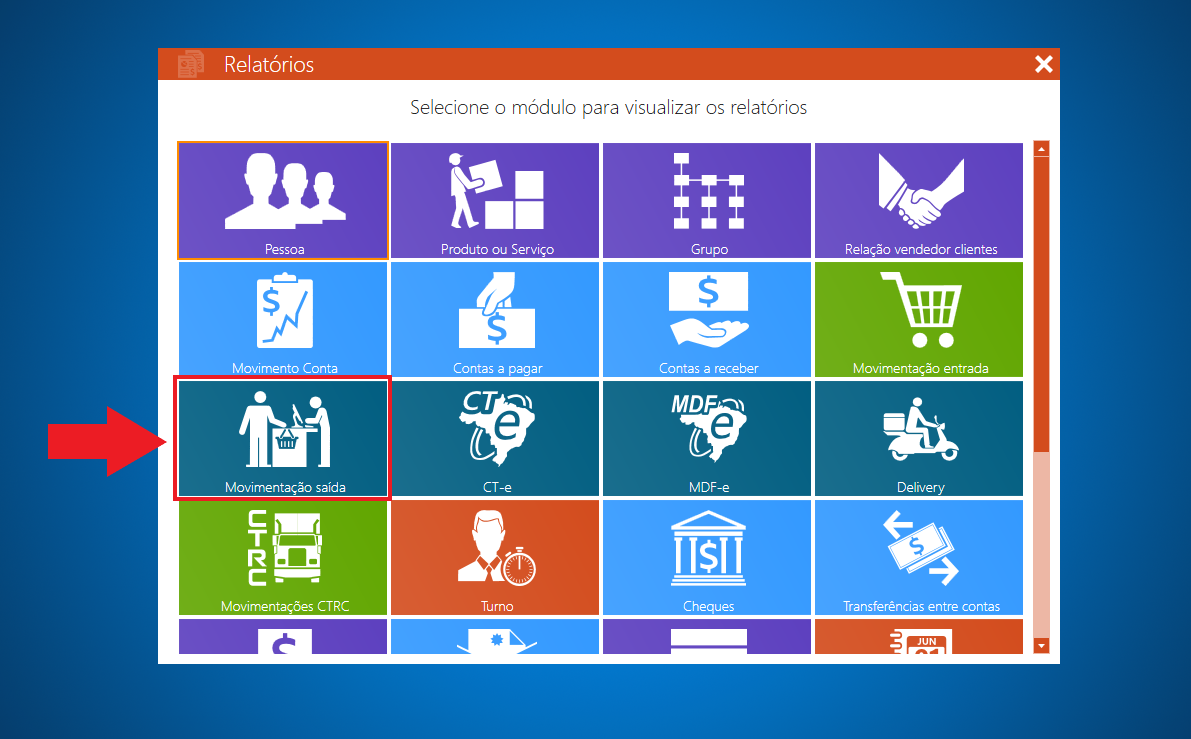 Relatórios
Selecione o módulo para visualizar os relatórios
Pessoa
Produto ou Serviço
Grupo
Relação vendedor clientes
$
Movimento Conta
$
Contas a pagar
$
Contas a receber
Movimentação entrada
Movimentação saída
CT
e
CT-e
MDF
e
MDF-e
Delivery
CTRC
Movimentações CTRC
Turno
$
Cheques
$
Transferências entre contas
$
JUN
01